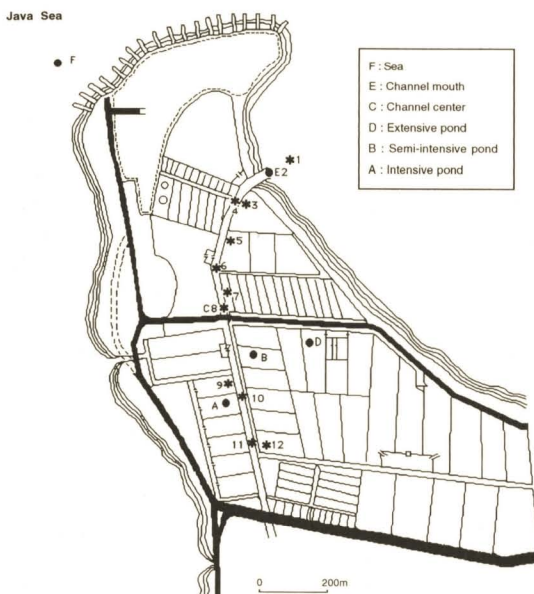 Java Sea
F
F : Sea
E : Channel mouth
C : Channel center
D : Extensive pond
B : Semi-intensive pond
A : Intensive pond
1
E2
4 3
5
6
7
C8
D
B
9
A 10
11 12
0 200m